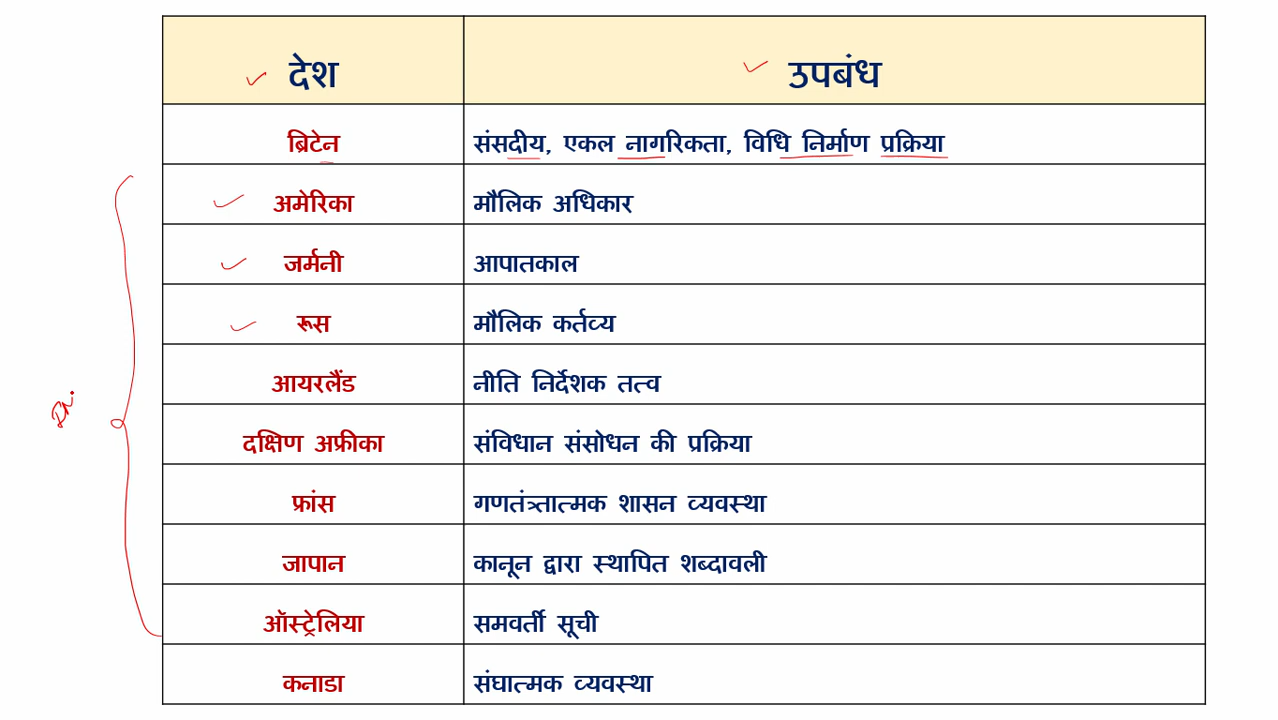 देश उपबंध
ब्रिटेन संसदीय, एकल नागरिकता, विधि निर्माण प्रक्रिया
अमेरिका मौलिक अधिकार
जर्मनी आपातकाल
रूस मौलिक कर्तव्य
आयरलैंड नीति निर्देशक तत्व
दक्षिण अफ्रीका संविधान संसोधन की प्रक्रिया
फ्रांस गणतंत्र्तात्मक शासन व्यवस्था
जापान कानून द्वारा स्थापित शब्दावली
ऑस्ट्रेलिया समवर्ती सूची
कनाडा संघात्मक व्यवस्था